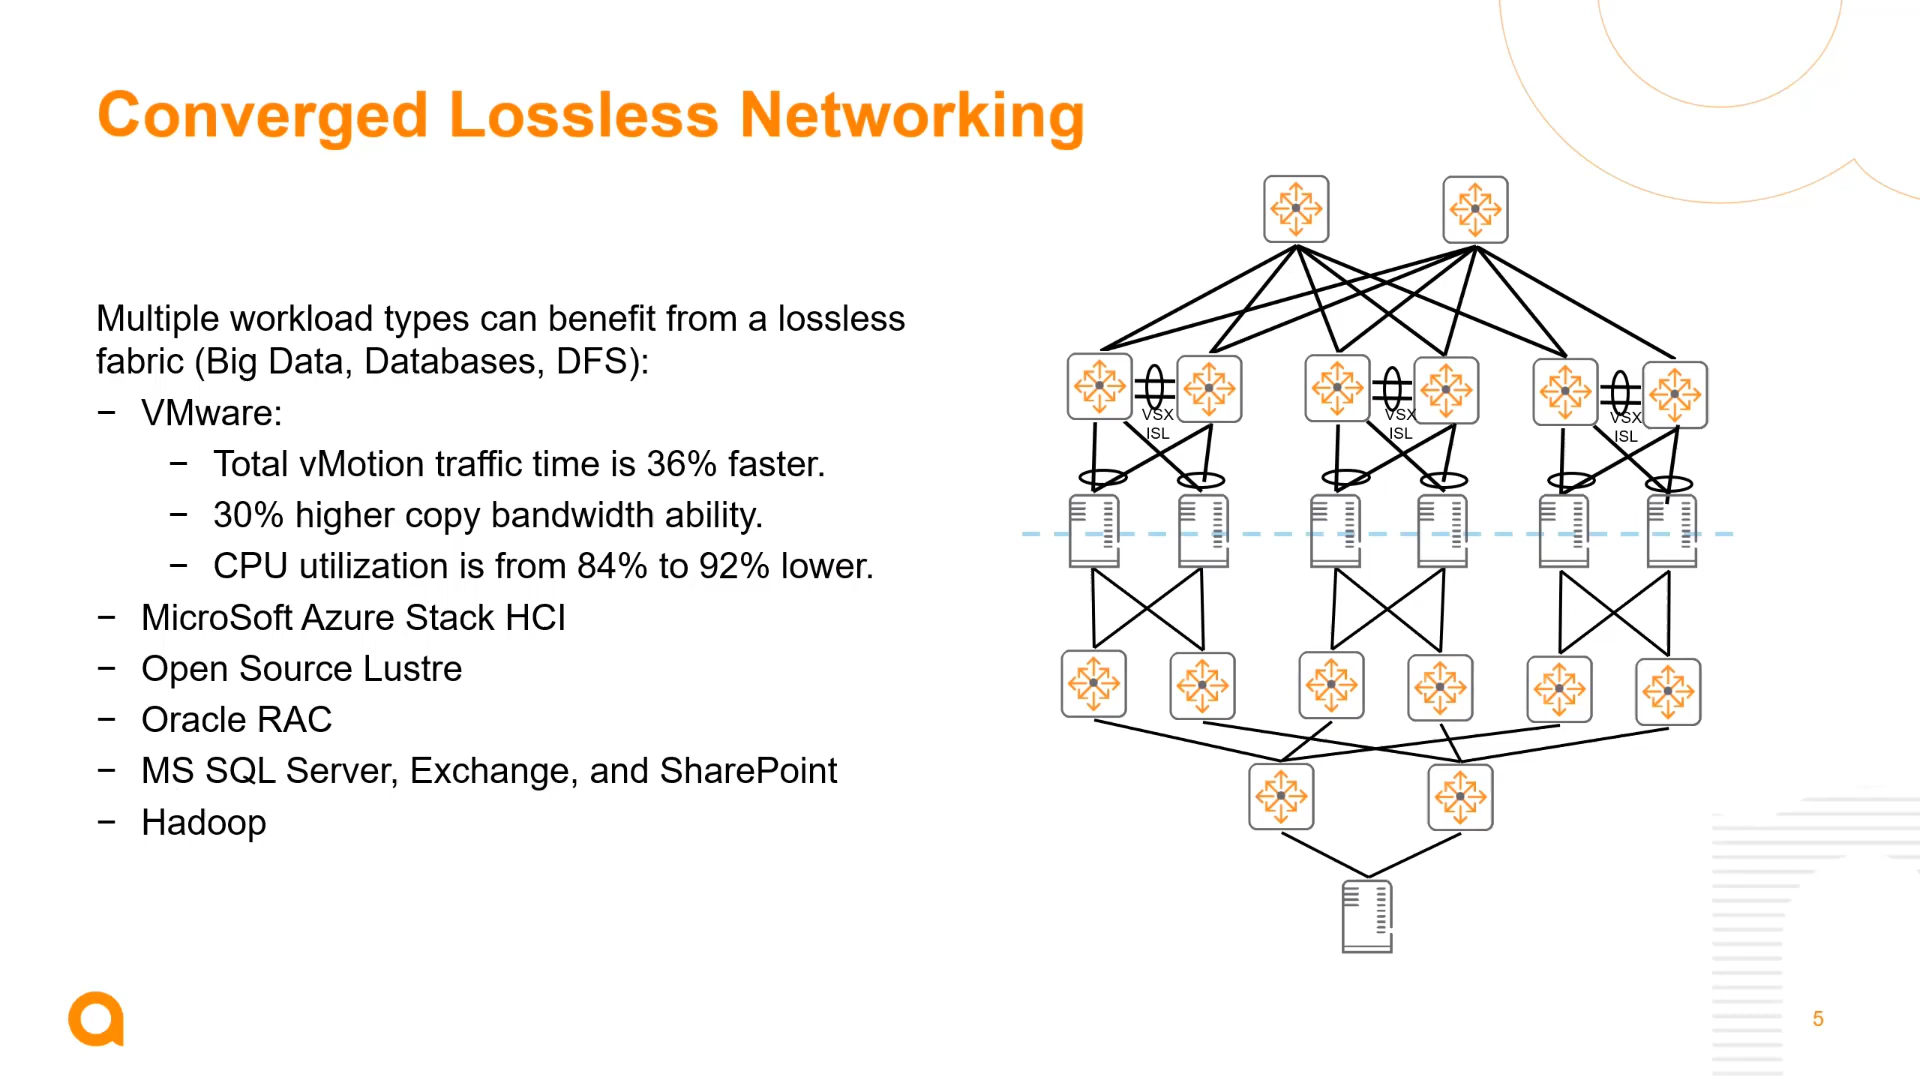 Converged Lossless Networking
Multiple workload types can benefit from a lossless
fabric (Big Data, Databases, DFS):
− VMware:
− Total vMotion traffic time is 36% faster.
− 30% higher copy bandwidth ability.
− CPU utilization is from 84% to 92% lower.
− MicroSoft Azure Stack HCI
− Open Source Lustre
− Oracle RAC
− MS SQL Server, Exchange, and SharePoint
− Hadoop
VSX
ISL
VSX
ISL
VSX
ISL
5